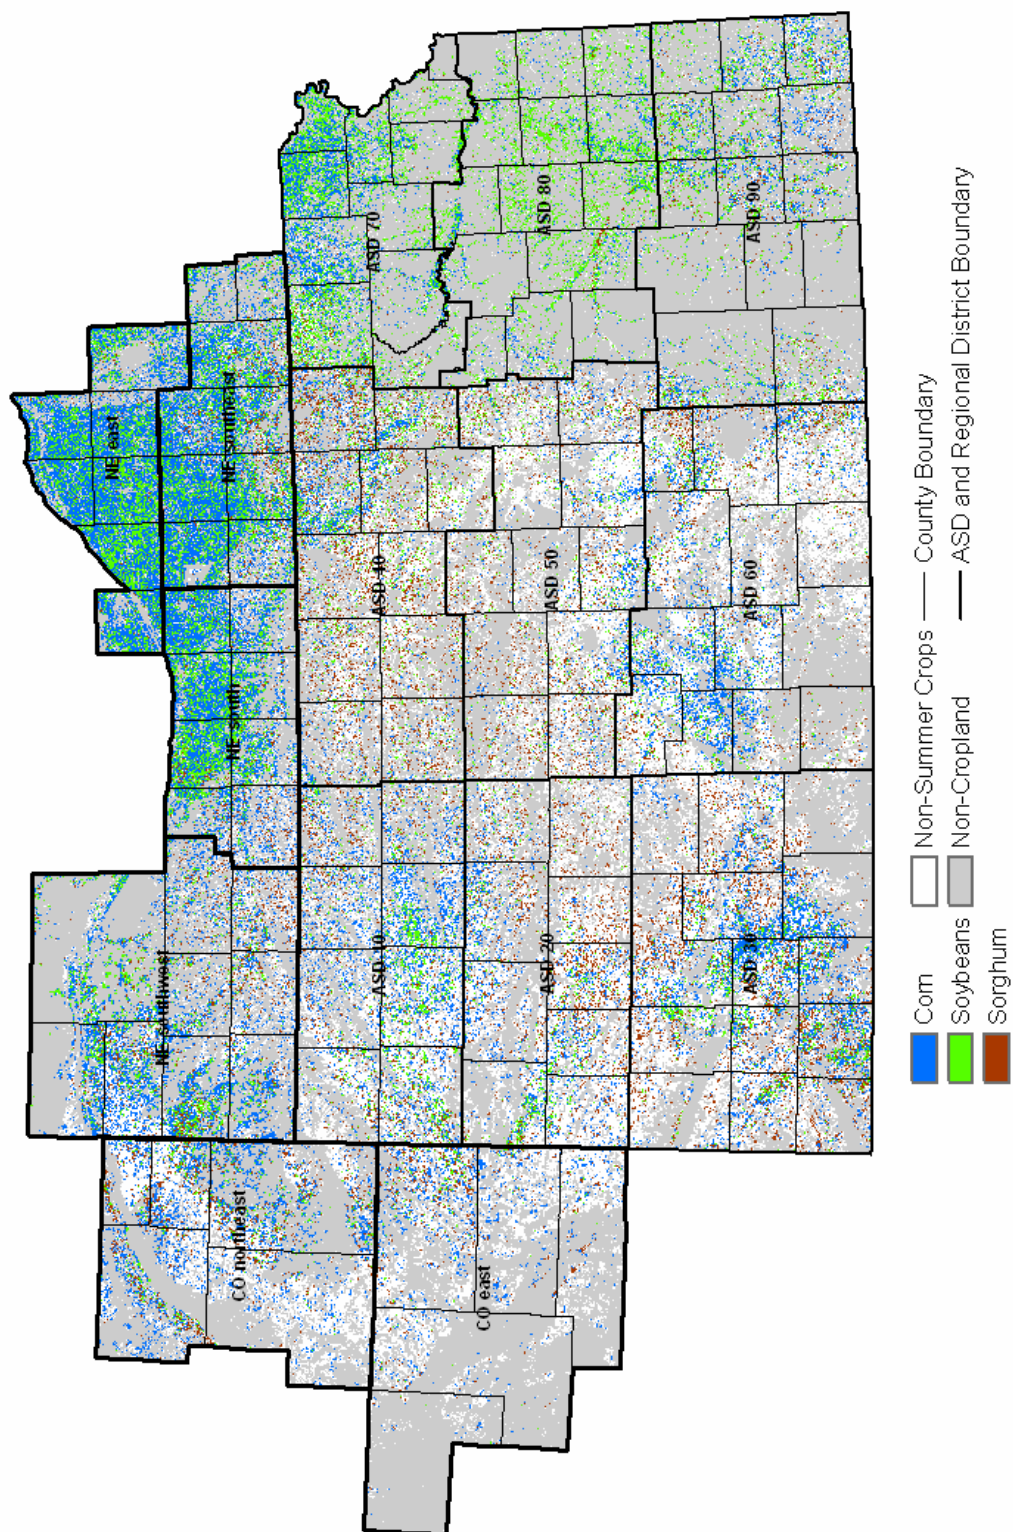 NE east
NE southwest
NE south
NE southeast
CO northeast
ASD 10
ASD 40
ASD 70
CO east
ASD 20
ASD 50
ASD 80
ASD 30
ASD 60
ASD 90
Corn Non-Summer Crops County Boundary
Soybeans Non-Cropland ASD and Regional District Boundary
Sorghum